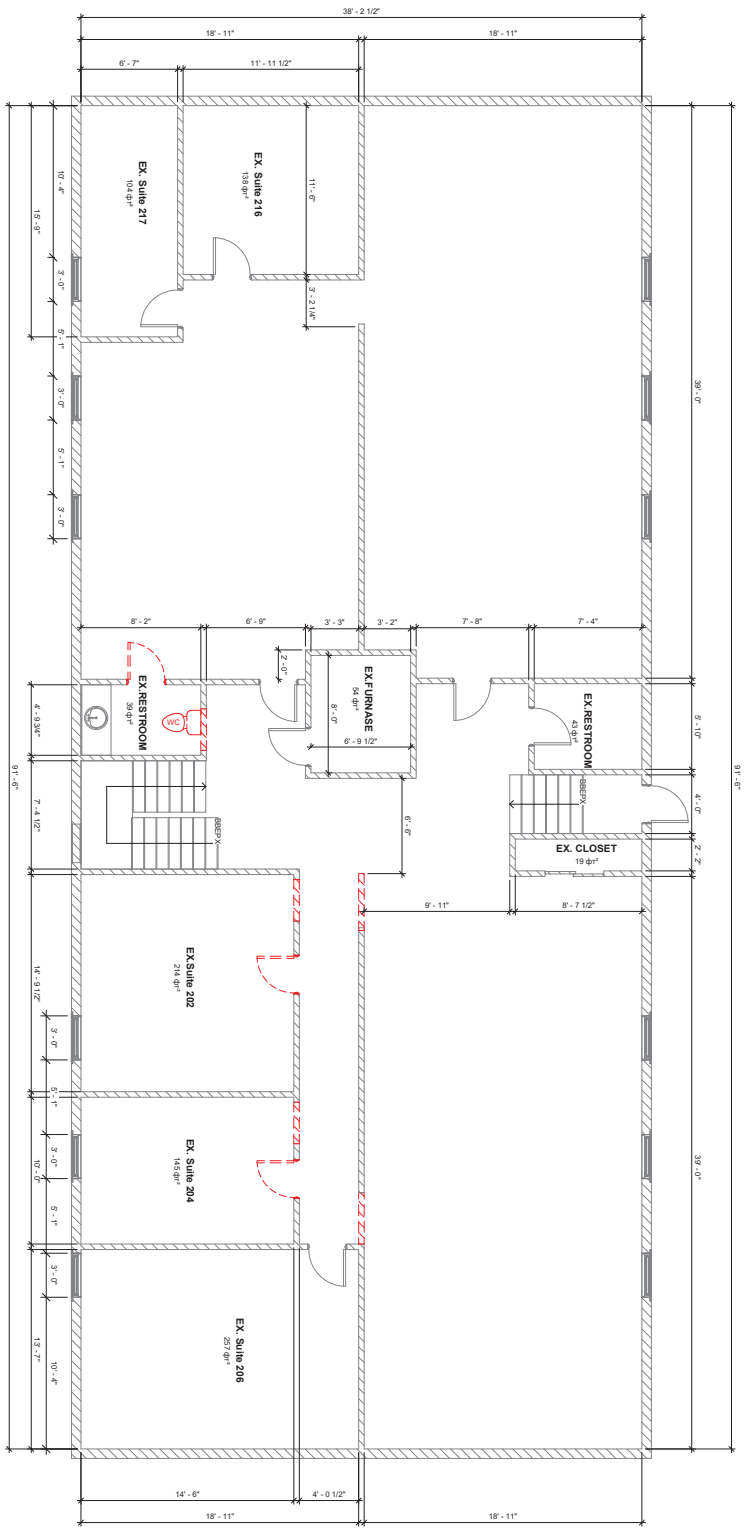 38' - 2 1/2"
18' - 11"
18' - 11"
6' - 7"
11' - 11 1/2"
EX. Suite 217
104 фт²
EX. Suite 216
138 фт²
11' - 6"
3' - 2 1/4"
10' - 4"
15' - 9"
3' - 0"
5' - 1"
3' - 0"
5' - 1"
3' - 0"
39' - 0"
91' - 6"
91' - 6"
8' - 2"
6' - 9"
3' - 3"
3' - 2"
7' - 8"
7' - 4"
2' - 0"
EX.RESTROOM
39 фт²
WC
EX.FURNASE
54 фт²
8' - 0"
6' - 9 1/2"
EX.RESTROOM
43 фт²
4' - 9 3/4"
5' - 10"
7' - 4 1/2"
ВВЕРХ
ВВЕРХ
6' - 6"
4' - 0"
2' - 2"
EX. CLOSET
19 фт²
9' - 11"
8' - 7 1/2"
EX.Suite 202
214 фт²
14' - 9 1/2"
3' - 0"
5' - 1"
EX. Suite 204
145 фт²
3' - 0"
10' - 0"
5' - 1"
39' - 0"
EX. Suite 206
257 фт²
3' - 0"
13' - 7"
10' - 4"
14' - 6"
4' - 0 1/2"
18' - 11"
18' - 11"